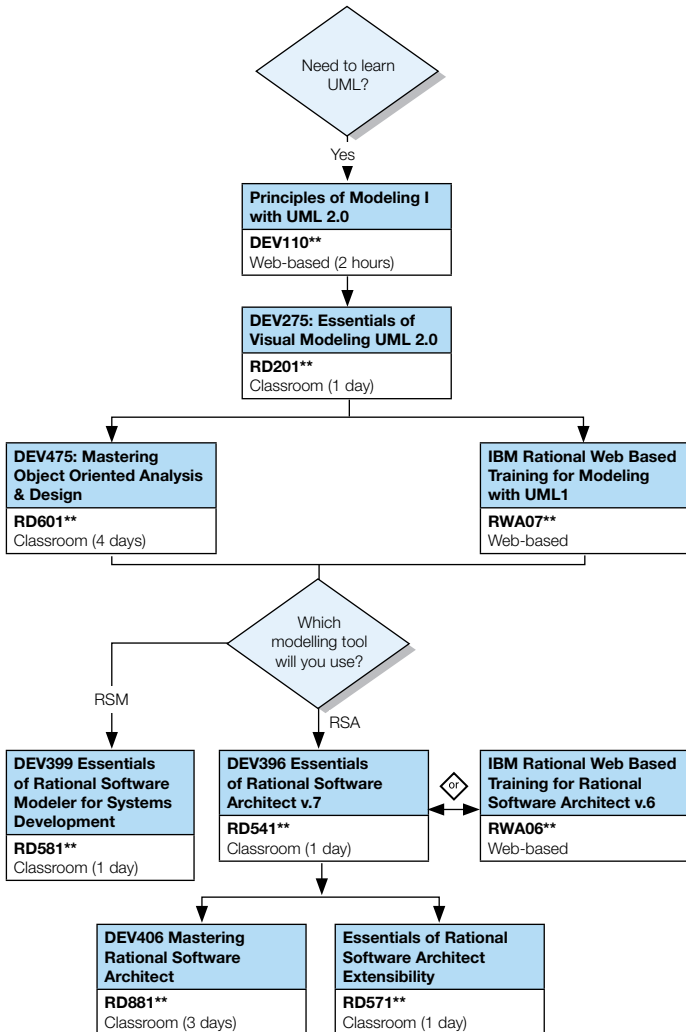 Need to learn
UML?
Yes
Principles of Modeling I
with UML 2.0
DEV110**
Web-based (2 hours)
DEV275: Essentials of
Visual Modeling UML 2.0
RD201**
Classroom (1 day)
DEV475: Mastering
Object Oriented Analysis
& Design
RD601**
Classroom (4 days)
IBM Rational Web Based
Training for Modeling
with UML1
RWA07**
Web-based
Which
modelling tool
will you use?
RSM
RSA
DEV399 Essentials
of Rational Software
Modeler for Systems
Development
RD581**
Classroom (1 day)
DEV396 Essentials
of Rational Software
Architect v.7
RD541**
Classroom (1 day)
or
IBM Rational Web Based
Training for Rational
Software Architect v.6
RWA06**
Web-based
DEV406 Mastering
Rational Software
Architect
RD881**
Classroom (3 days)
Essentials of Rational
Software Architect
Extensibility
RD571**
Classroom (1 day)